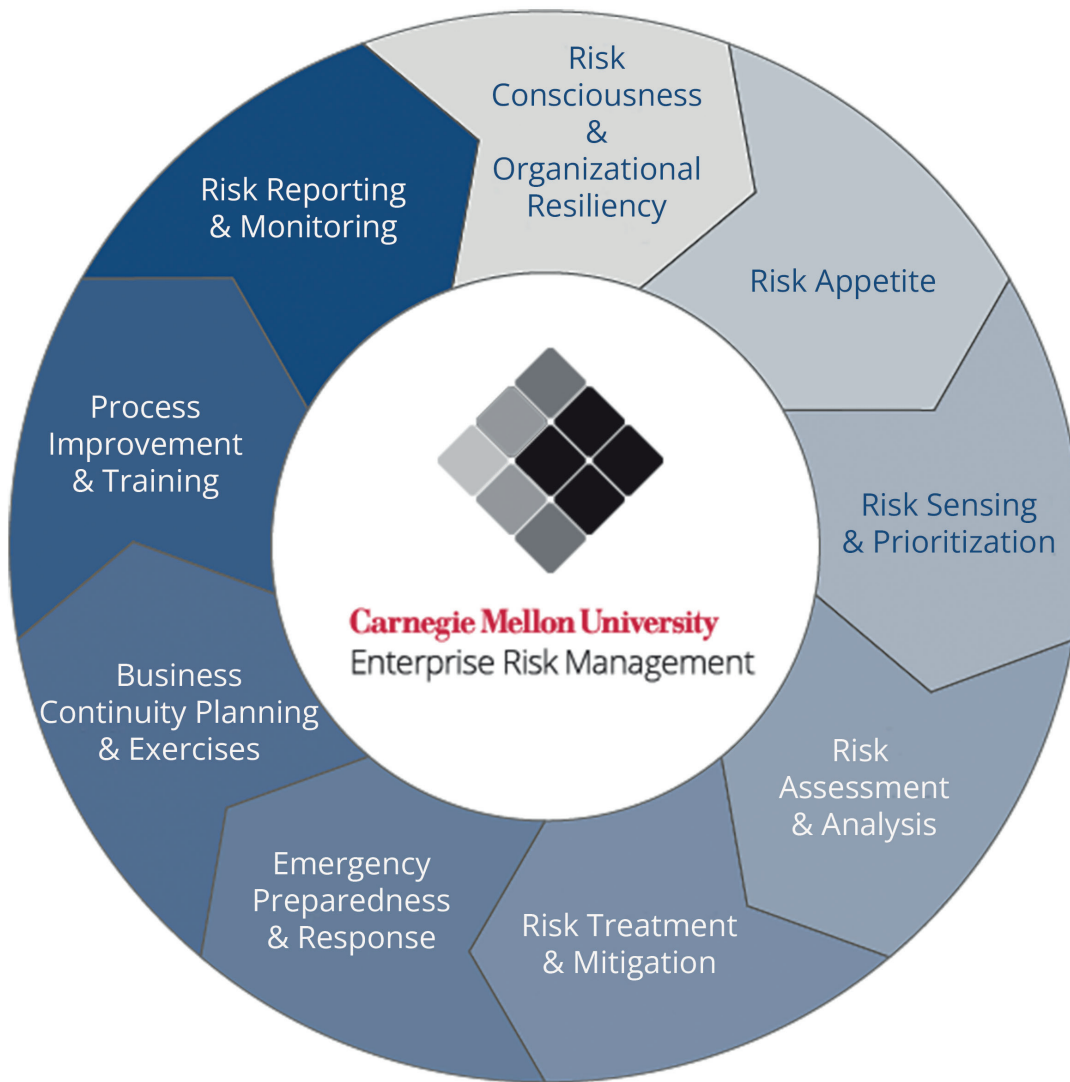 Risk
Consciousness
&
Organizational
Resiliency
Risk Appetite
Risk Sensing
& Prioritization
Risk
Assessment
& Analysis
Risk Treatment
& Mitigation
Emergency
Preparedness
& Response
Business
Continuity Planning
& Exercises
Process
Improvement
& Training
Risk Reporting
& Monitoring
Carnegie Mellon University
Enterprise Risk Management